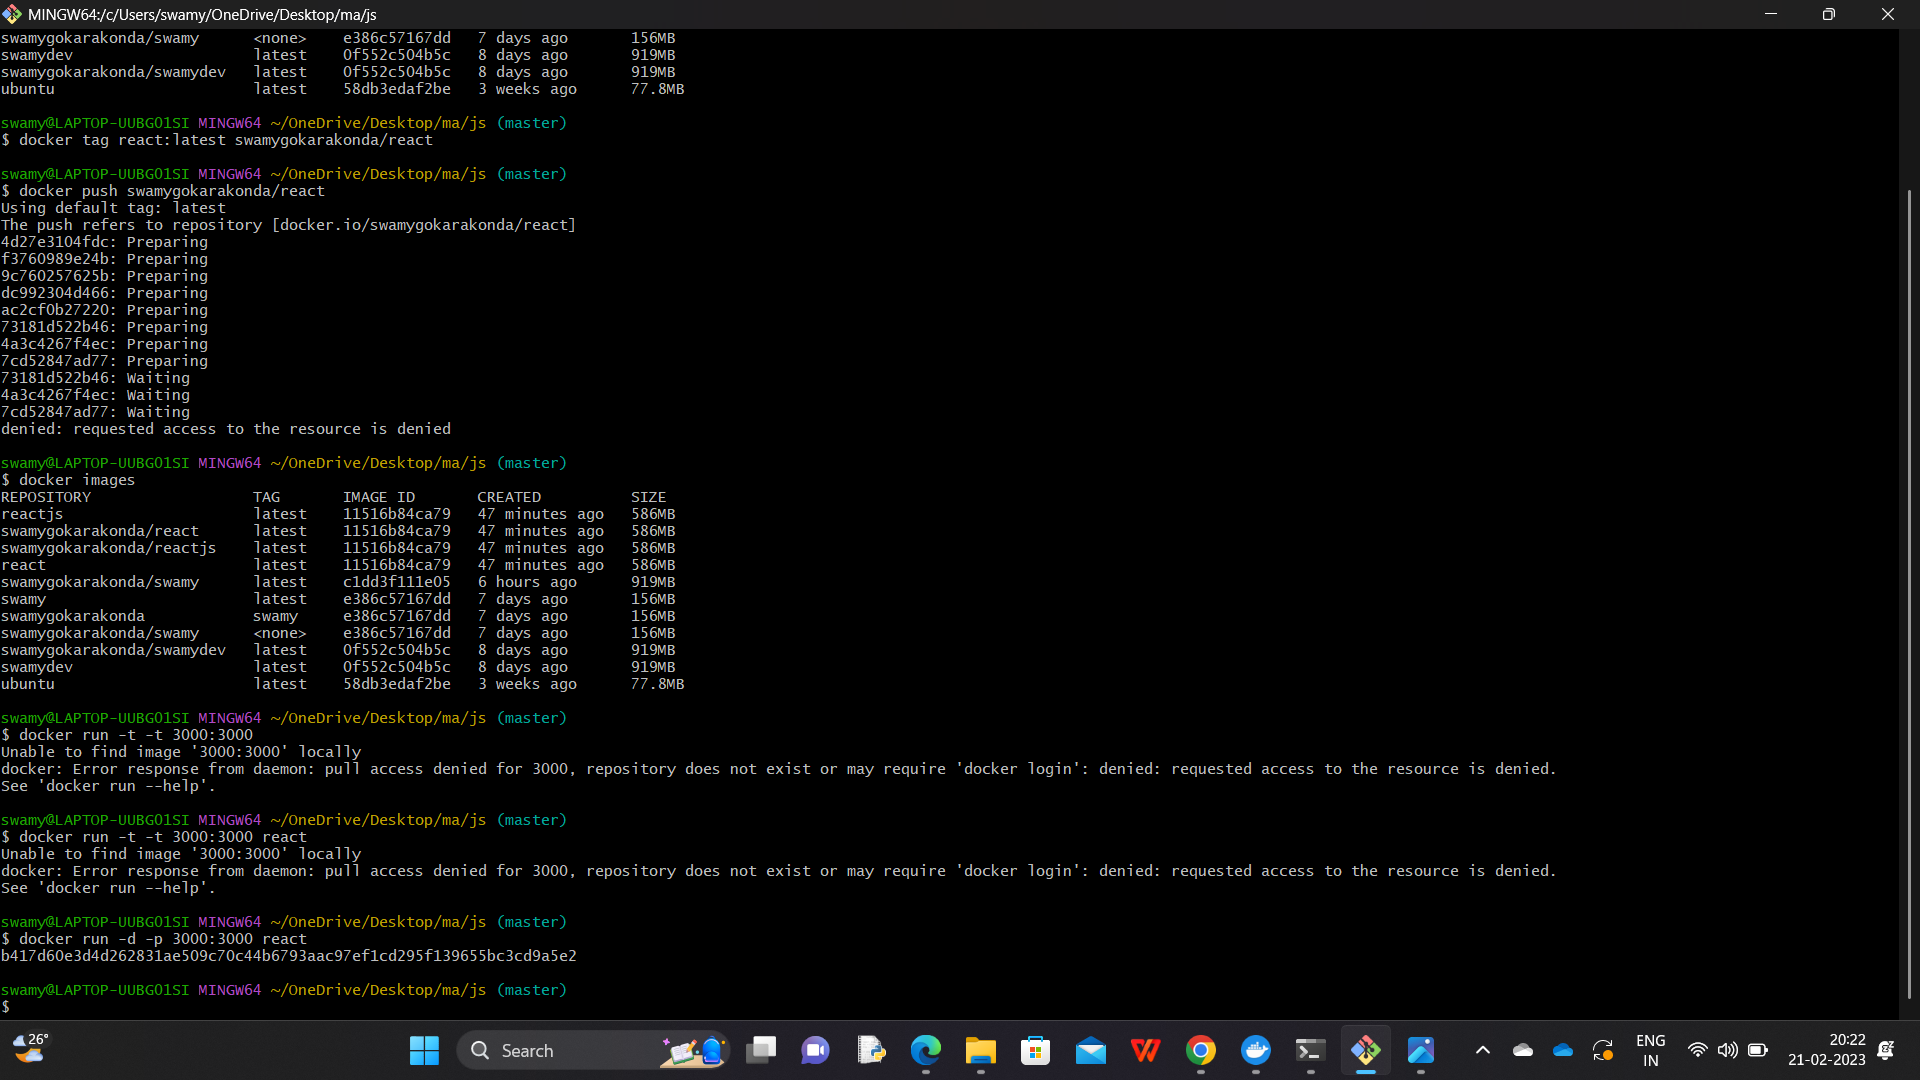 MINGW64:/c/Users/swamy/OneDrive/Desktop/ma/js
swamygokarakonda/swamy      <none>    e386c57167dd   7 days ago       156MB
swamydev                    latest    0f552c504b5c   8 days ago       919MB
swamygokarakonda/swamydev   latest    0f552c504b5c   8 days ago       919MB
ubuntu                      latest    58db3edaf2be   3 weeks ago      77.8MB
swamy@LAPTOP-UUBGO1SI MINGW64 ~/OneDrive/Desktop/ma/js (master)
$ docker tag react:latest swamygokarakonda/react
swamy@LAPTOP-UUBGO1SI MINGW64 ~/OneDrive/Desktop/ma/js (master)
$ docker push swamygokarakonda/react
Using default tag: latest
The push refers to repository [docker.io/swamygokarakonda/react]
4d27e3104fdc: Preparing
f3760989e24b: Preparing
9c760257625b: Preparing
dc992304d466: Preparing
ac2cf0b27220: Preparing
73181d522b46: Preparing
4a3c4267f4ec: Preparing
7cd52847ad77: Preparing
73181d522b46: Waiting
4a3c4267f4ec: Waiting
7cd52847ad77: Waiting
denied: requested access to the resource is denied
swamy@LAPTOP-UUBGO1SI MINGW64 ~/OneDrive/Desktop/ma/js (master)
$ docker images
REPOSITORY                  TAG       IMAGE ID       CREATED          SIZE
reactjs                     latest    11516b84ca79   47 minutes ago   586MB
swamygokarakonda/react      latest    11516b84ca79   47 minutes ago   586MB
swamygokarakonda/reactjs    latest    11516b84ca79   47 minutes ago   586MB
react                       latest    11516b84ca79   47 minutes ago   586MB
swamygokarakonda/swamy      latest    c1dd3f111e05   6 hours ago      919MB
swamy                       latest    e386c57167dd   7 days ago       156MB
swamygokarakonda            swamy     e386c57167dd   7 days ago       156MB
swamygokarakonda/swamy      <none>    e386c57167dd   7 days ago       156MB
swamygokarakonda/swamydev   latest    0f552c504b5c   8 days ago       919MB
swamydev                    latest    0f552c504b5c   8 days ago       919MB
ubuntu                      latest    58db3edaf2be   3 weeks ago      77.8MB
swamy@LAPTOP-UUBGO1SI MINGW64 ~/OneDrive/Desktop/ma/js (master)
$ docker run -t -t 3000:3000
Unable to find image '3000:3000' locally
docker: Error response from daemon: pull access denied for 3000, repository does not exist or may require 'docker login': denied: requested access to the resource is denied.
See 'docker run --help'.
swamy@LAPTOP-UUBGO1SI MINGW64 ~/OneDrive/Desktop/ma/js (master)
$ docker run -t -t 3000:3000 react
Unable to find image '3000:3000' locally
docker: Error response from daemon: pull access denied for 3000, repository does not exist or may require 'docker login': denied: requested access to the resource is denied.
See 'docker run --help'.
swamy@LAPTOP-UUBGO1SI MINGW64 ~/OneDrive/Desktop/ma/js (master)
$ docker run -d -p 3000:3000 react
b417d60e3d4d262831ae509c70c44b6793aac97ef1cd295f139655bc3cd9a5e2
swamy@LAPTOP-UUBGO1SI MINGW64 ~/OneDrive/Desktop/ma/js (master)
$
26°
Search
ENG
IN
20:22
21-02-2023